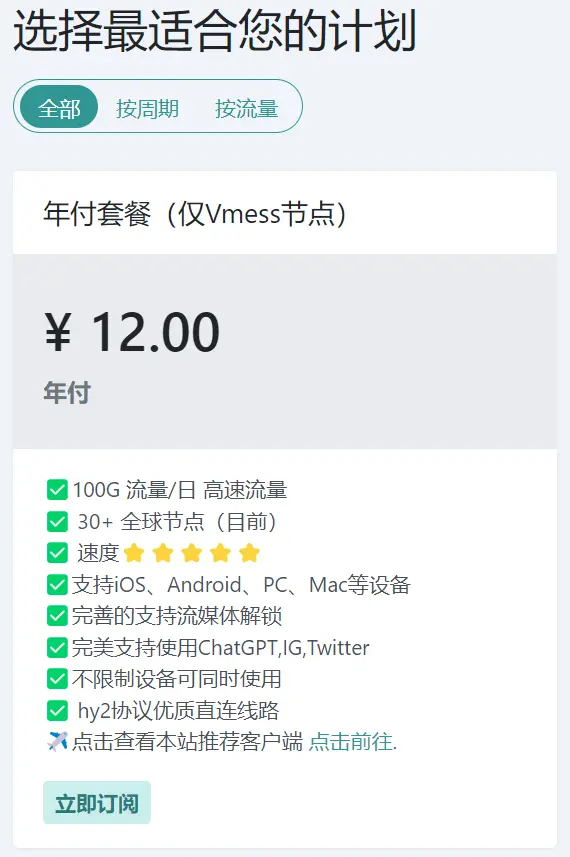 选择最适合您的计划
全部 按周期 按流量
年付套餐（仅Vmess节点）
¥ 12.00
年付
✅100G 流量/日 高速流量
✅ 30+ 全球节点（目前）
✅ 速度⭐⭐⭐⭐⭐
✅支持iOS、Android、PC、Mac等设备
✅完善的支持流媒体解锁
✅完美支持使用ChatGPT,IG,Twitter
✅不限制设备可同时使用
✅ hy2协议优质直连线路
✈️点击查看本站推荐客户端 点击前往.
立即订阅